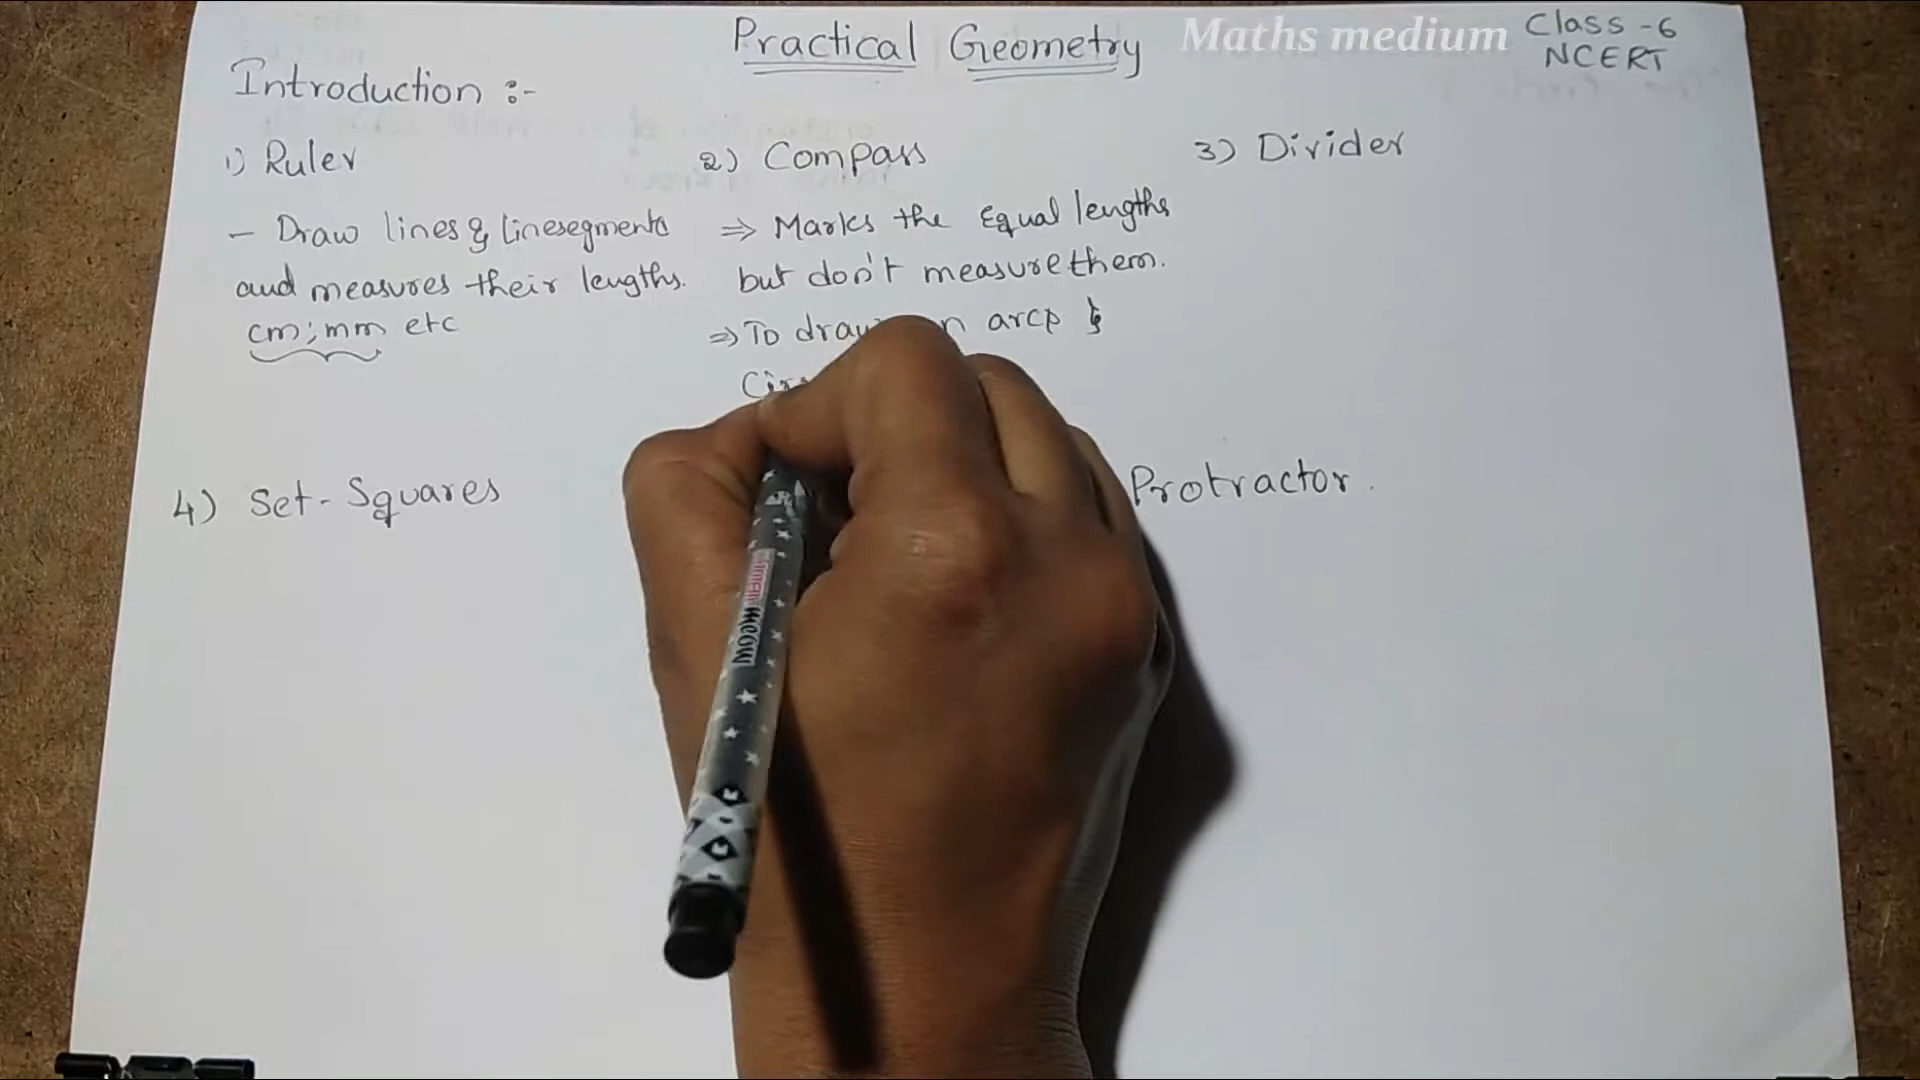 Practical Geometry
Maths medium
Class-6
NCERT
Introduction :-
1) Ruler
- Draw lines & linesegments
and measures their lengths.
cm; mm etc
2) Compass
⇒ Marks the Equal lengths
but don't measure them.
⇒ To draw arcs &
3) Divider
4) Set-Squares
Protractor.
meow